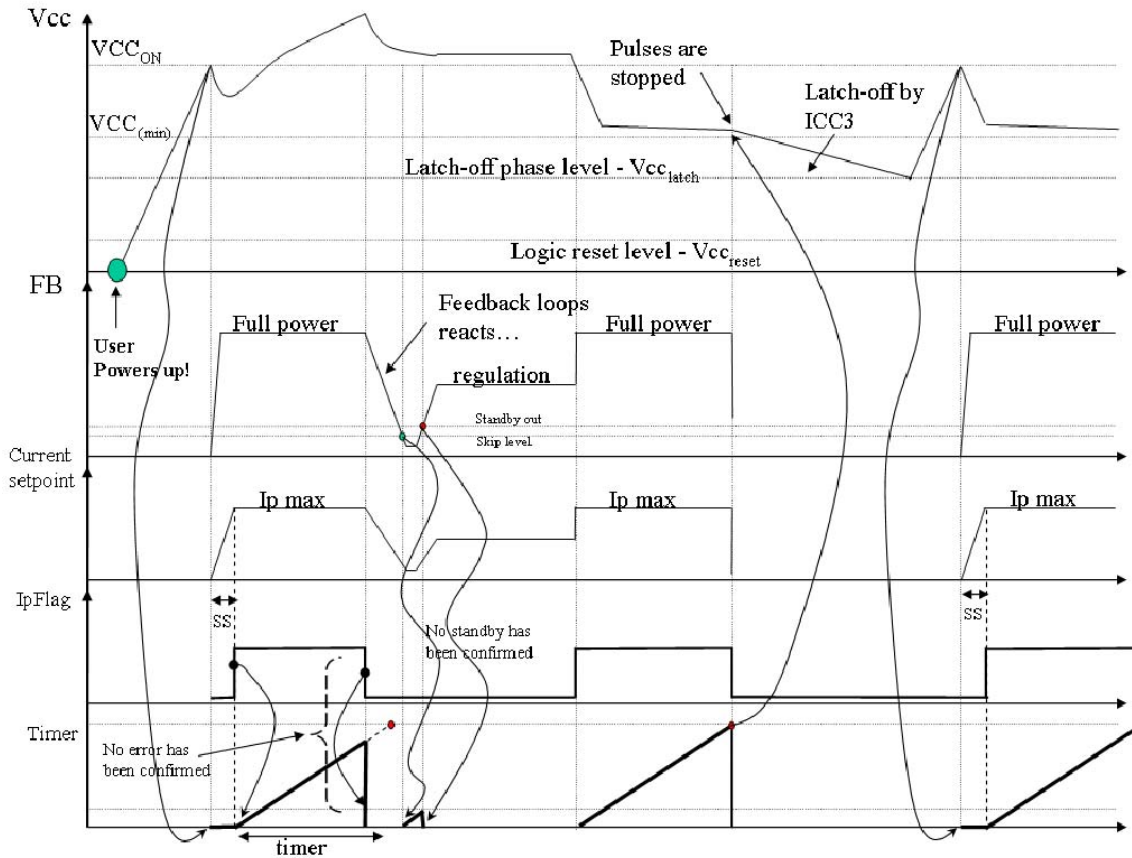 Vcc
VCC_ON
VCC_(min)
Pulses are
stopped
Latch-off by
ICC3
Latch-off phase level - Vcc_latch
Logic reset level - Vcc_reset
FB
User
Powers up!
Full power
Feedback loops
reacts…
regulation
Full power
Full power
Standby out
Skip level
Current
setpoint
Ip max
Ip max
Ip max
IpFlag
SS
SS
No standby has
been confirmed
Timer
No error has
been confirmed
timer